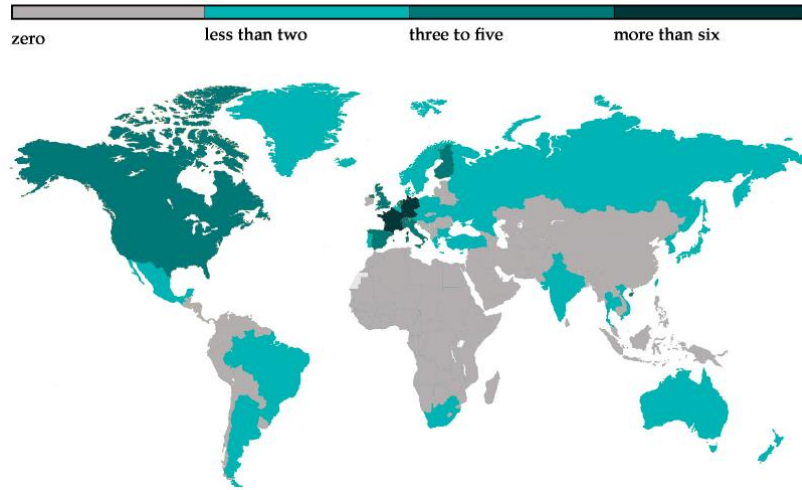 zero
less than two
three to five
more than six